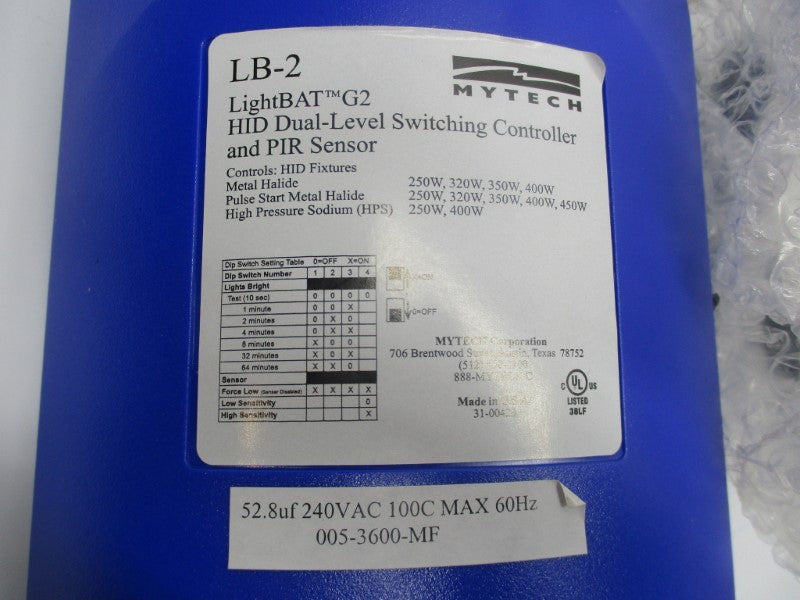 LB-2
MYTECH
LightBAT™G2
HID Dual-Level Switching Controller
and PIR Sensor
Controls: HID Fixtures
Metal Halide 250W, 320W, 350W, 400W
Pulse Start Metal Halide 250W, 320W, 350W, 400W, 450W
High Pressure Sodium (HPS) 250W, 400W
Dip Switch Setting Table 0=OFF X=ON
Dip Switch Number 1 2 3 4
Lights Bright
Test (10 sec) 0 0 0 0
1 minute 0 0 X
2 minutes 0 X 0
4 minutes 0 X X
8 minutes X 0 0
32 minutes X 0 X
64 minutes X X 0
Sensor
Force Low (Sensor Disabled) X X X X
Low Sensitivity 0
High Sensitivity X
0=OFF
MYTECH Corporation
706 Brentwood Texas 78752
Made in
C UL US
LISTED
38LF
52.8uf 240VAC 100C MAX 60Hz
005-3600-MF